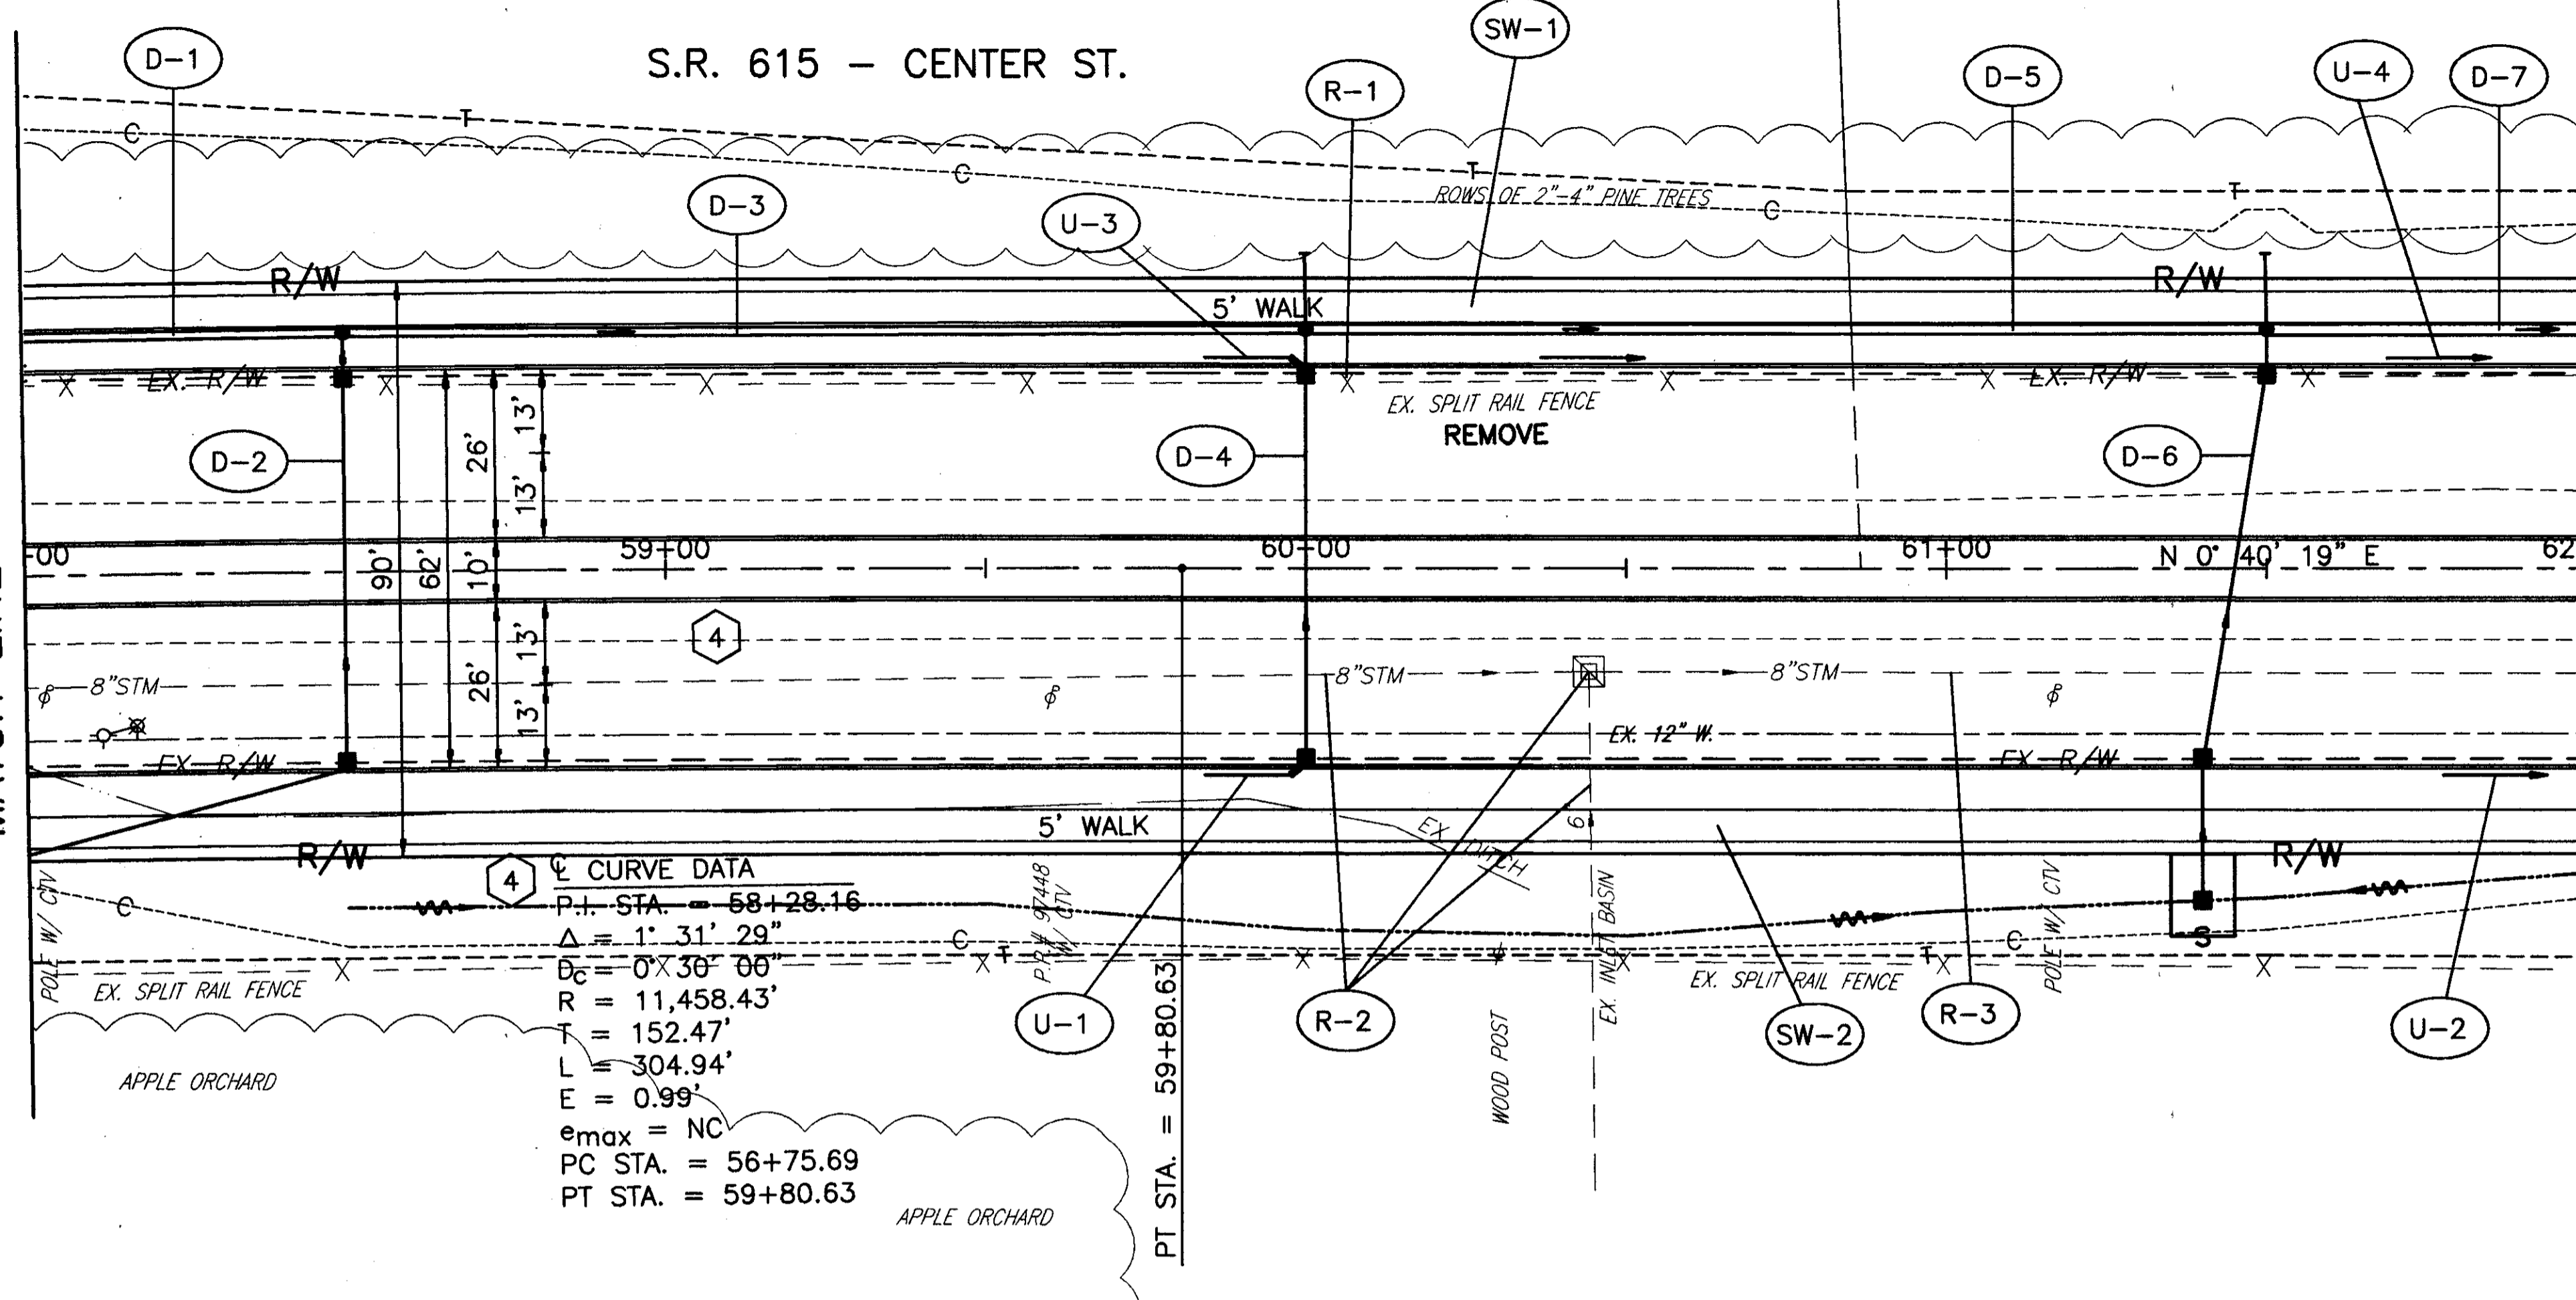 SW-1
D-1
S.R. 615 – CENTER ST.
R-1
D-5
U-4
D-7
T
C
C
T
ROWS OF 2"-4" PINE TREES
C
T
D-3
U-3
R/W
R/W
5' WALK
EX. R/W
EX. R/W
EX. SPLIT RAIL FENCE
REMOVE
D-2
D-4
D-6
13'
26'
13'
90'
62'
10'
59+00
60+00
61+00
N 0° 40' 19" E
4
13'
26'
13'
8"STM
8"STM
8"STM
EX. 12" W.
EX R/W
EX R/W
5' WALK
R/W
R/W
EX DITCH
6"
EX. INLET BASIN
4
℄ CURVE DATA
P.I. STA. = 58+28.16
Δ = 1° 31' 29"
Dc = 0° 30' 00"
R = 11,458.43'
T = 152.47'
L = 304.94'
E = 0.99'
emax = NC
PC STA. = 56+75.69
PT STA. = 59+80.63
POLE W/ CTV
C
EX. SPLIT RAIL FENCE
APPLE ORCHARD
APPLE ORCHARD
P.P.# 97448
W/ CTV
C
T
PT STA. = 59+80.63
U-1
R-2
WOOD POST
EX. SPLIT RAIL FENCE
SW-2
R-3
T
C
POLE W/ CTV
S
U-2